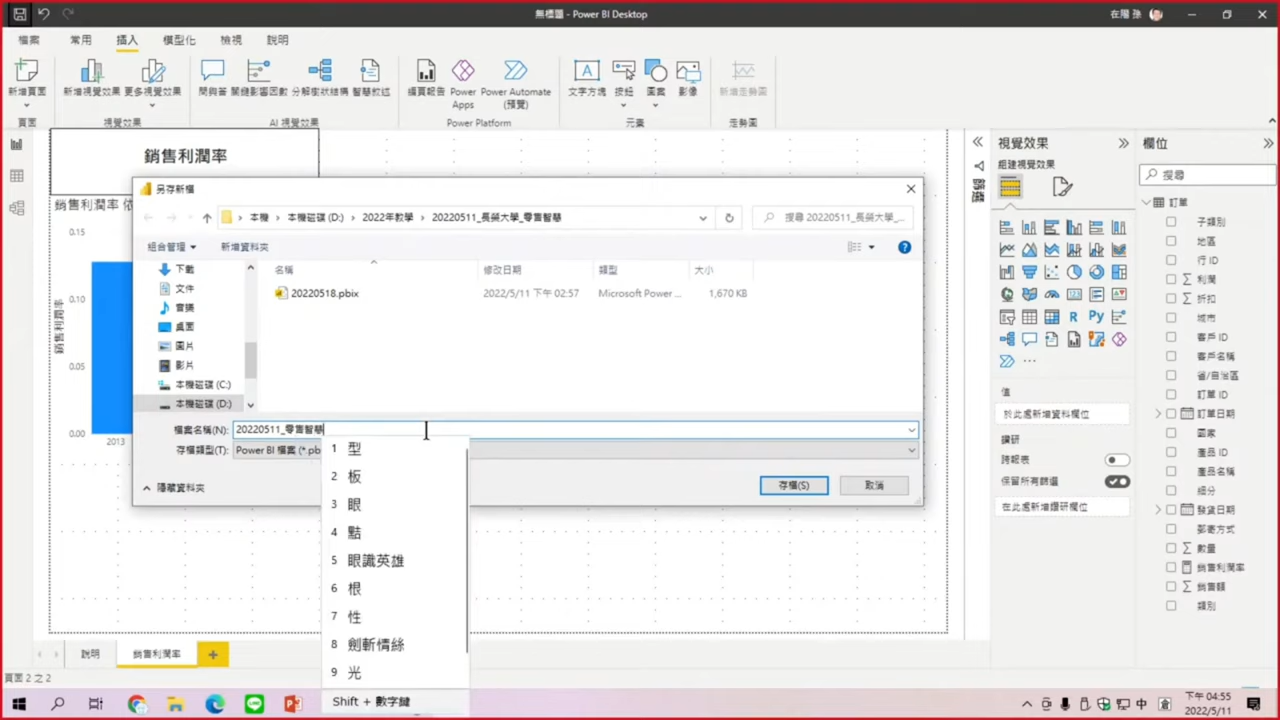 無標題 - Power BI Desktop
在陽 孫
檔案 常用 插入 模型化 檢視 說明
新增頁面
新增視覺效果 更多視覺效果
問與答 關鍵影響因數 分解樹狀結構 智慧敘述
編頁報告 Power Apps Power Automate (預覽)
文字方塊 按鈕 圖案 影像
新增走勢圖
頁面 視覺效果 AI 視覺效果 Power Platform 元素 走勢圖
銷售利潤率
銷售利潤率 依
0.15
0.10
0.05
0.00
銷售利潤率
2013
另存新檔
本機 > 本機磁碟 (D:) > 2022年教學 > 20220511_長榮大學_零售智慧
搜尋 20220511_長榮大學_...
組合管理 新增資料夾
下載
文件
音樂
桌面
圖片
影片
本機磁碟 (C:)
本機磁碟 (D:)
名稱 修改日期 類型 大小
20220518.pbix 2022/5/11 下午 02:57 Microsoft Power ... 1,670 KB
檔案名稱(N): 20220511_零售智慧
存檔類型(T): Power BI 檔案 (*.pb
隱藏資料夾
存檔(S) 取消
1 型
2 板
3 眼
4 點
5 眼識英雄
6 根
7 性
8 劍斬情絲
9 光
Shift + 數字鍵
篩選
視覺效果
組建視覺效果
R Py
值
於此處新增資料欄位
鑽研
跨報表
保留所有篩選
在此處新增鑽研欄位
欄位
搜尋
訂單
子類別
地區
行 ID
利潤
折扣
城市
客戶 ID
客戶名稱
省/自治區
訂單 ID
訂單日期
國家
產品 ID
產品名稱
細分
發貨日期
郵寄方式
數量
銷售利潤率
銷售額
類別
說明 銷售利潤率
頁面 2 之 2
中
下午 04:55
2022/5/11